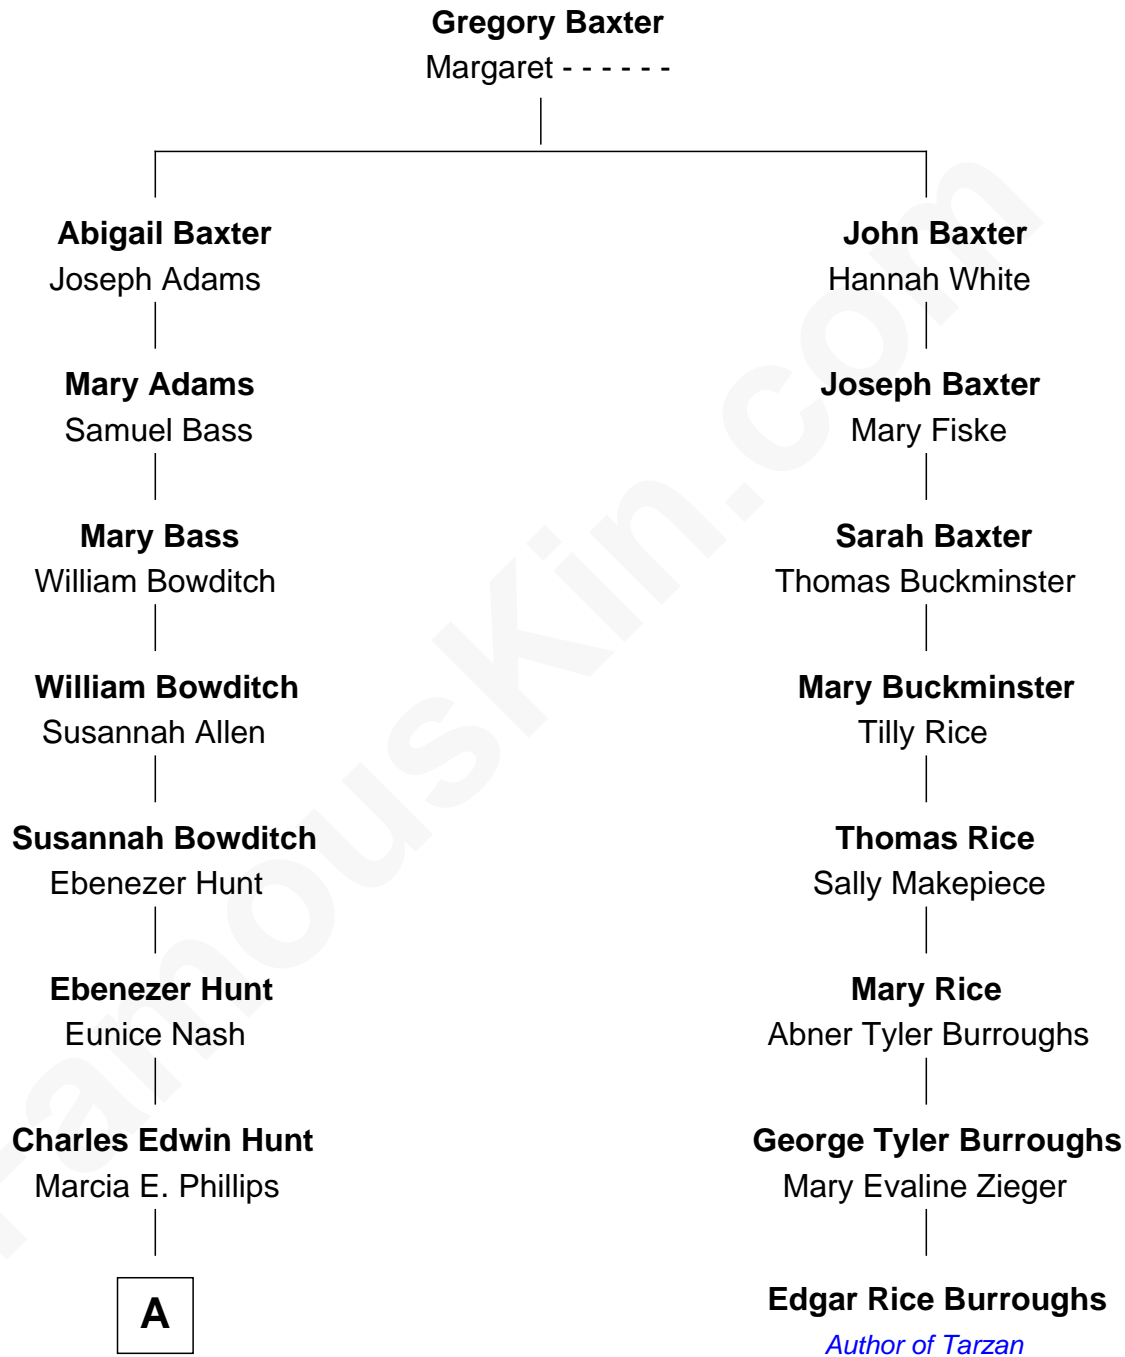 Gregory Baxter
Margaret - - - - - -
Abigail Baxter
Joseph Adams
John Baxter
Hannah White
Mary Adams
Samuel Bass
Joseph Baxter
Mary Fiske
Mary Bass
William Bowditch
Sarah Baxter
Thomas Buckminster
William Bowditch
Susannah Allen
Mary Buckminster
Tilly Rice
Susannah Bowditch
Ebenezer Hunt
Thomas Rice
Sally Makepiece
Ebenezer Hunt
Eunice Nash
Mary Rice
Abner Tyler Burroughs
Charles Edwin Hunt
Marcia E. Phillips
George Tyler Burroughs
Mary Evaline Zieger
A
Edgar Rice Burroughs
Author of Tarzan
FamousKin.com